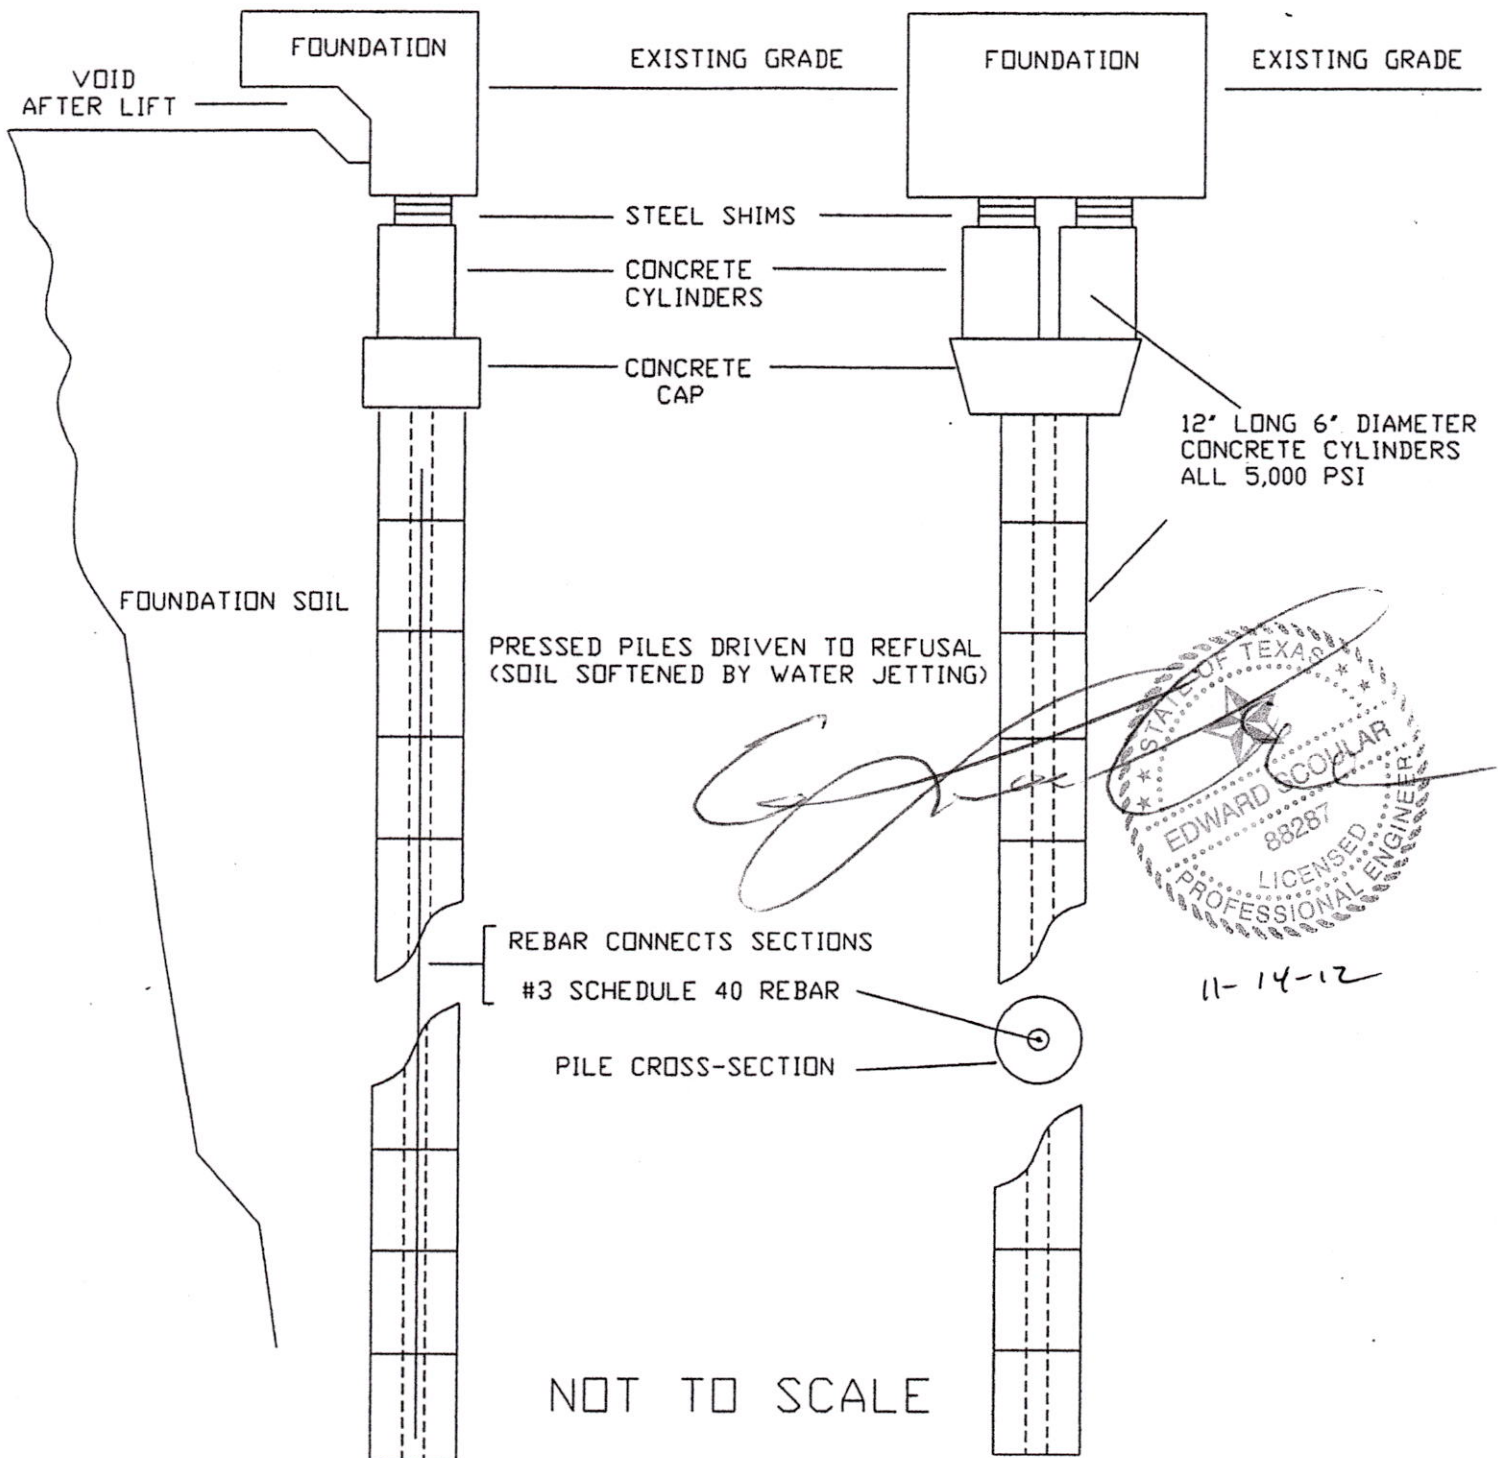 FOUNDATION
EXISTING GRADE
FOUNDATION
EXISTING GRADE
VOID
AFTER LIFT
STEEL SHIMS
CONCRETE
CYLINDERS
CONCRETE
CAP
12" LONG 6" DIAMETER
CONCRETE CYLINDERS
ALL 5,000 PSI
FOUNDATION SOIL
PRESSED PILES DRIVEN TO REFUSAL
(SOIL SOFTENED BY WATER JETTING)
STATE OF TEXAS
EDWARD SCOULAR
88287
LICENSED
PROFESSIONAL ENGINEER
11-14-12
REBAR CONNECTS SECTIONS
#3 SCHEDULE 40 REBAR
PILE CROSS-SECTION
NOT TO SCALE